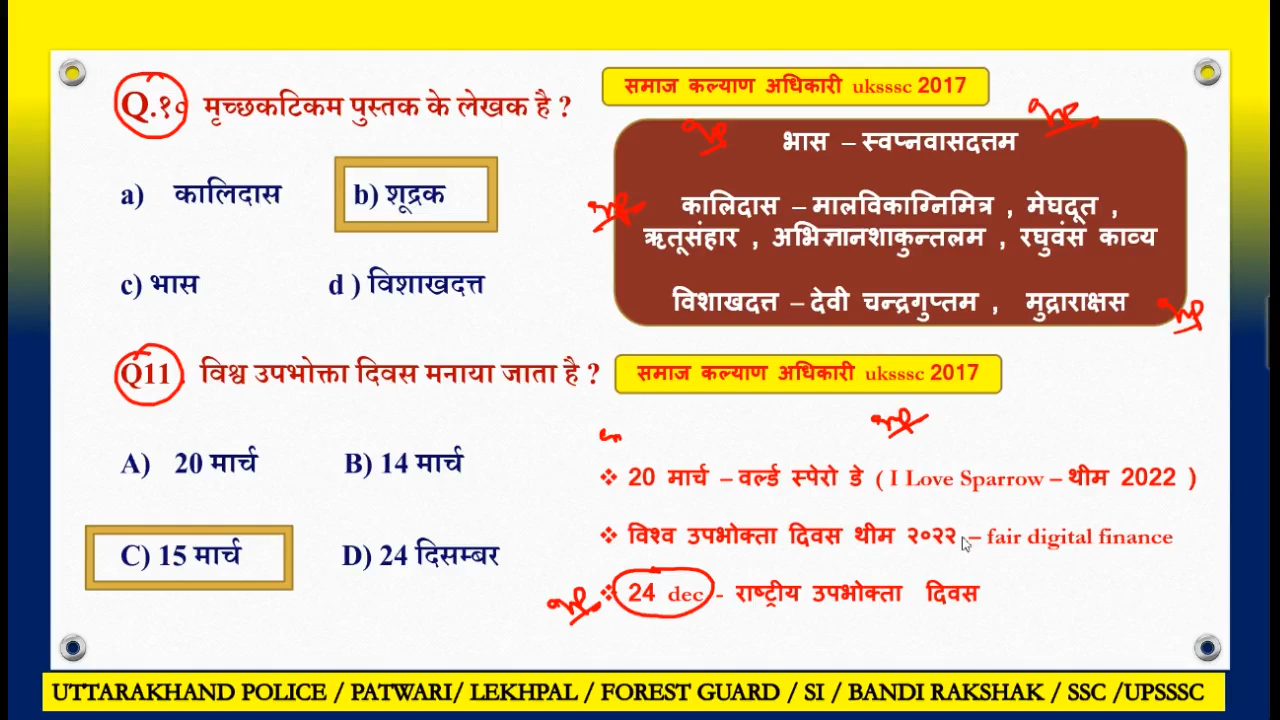 Q.१० मृच्छकटिकम पुस्तक के लेखक है ?
समाज कल्याण अधिकारी uksssc 2017
a) कालिदास
b) शूद्रक
c) भास
d ) विशाखदत्त
भास – स्वप्नवासदत्तम
कालिदास – मालविकाग्निमित्र , मेघदूत ,
ऋतूसंहार , अभिज्ञानशाकुन्तलम , रघुवंस काव्य
विशाखदत्त – देवी चन्द्रगुप्तम , मुद्राराक्षस
Q11 विश्व उपभोक्ता दिवस मनाया जाता है ?
समाज कल्याण अधिकारी uksssc 2017
A) 20 मार्च
B) 14 मार्च
C) 15 मार्च
D) 24 दिसम्बर
❖ 20 मार्च – वर्ल्ड स्पेरो डे ( I Love Sparrow – थीम 2022 )
❖ विश्व उपभोक्ता दिवस थीम २०२२ – fair digital finance
❖ 24 dec - राष्ट्रीय उपभोक्ता दिवस
UTTARAKHAND POLICE / PATWARI/ LEKHPAL / FOREST GUARD / SI / BANDI RAKSHAK / SSC /UPSSSC